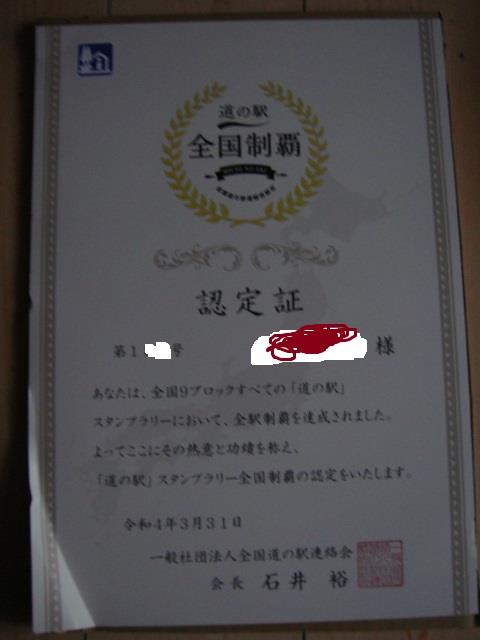 道の駅
全国制覇
認定証
第1 号
様
あなたは、全国9ブロックすべての「道の駅」
スタンプラリーにおいて、全駅制覇を達成されました。
よってここにその熱意と功績を称え、
「道の駅」スタンプラリー全国制覇の認定をいたします。
令和4年3月31日
一般社団法人全国道の駅連絡会
会長 石井 裕